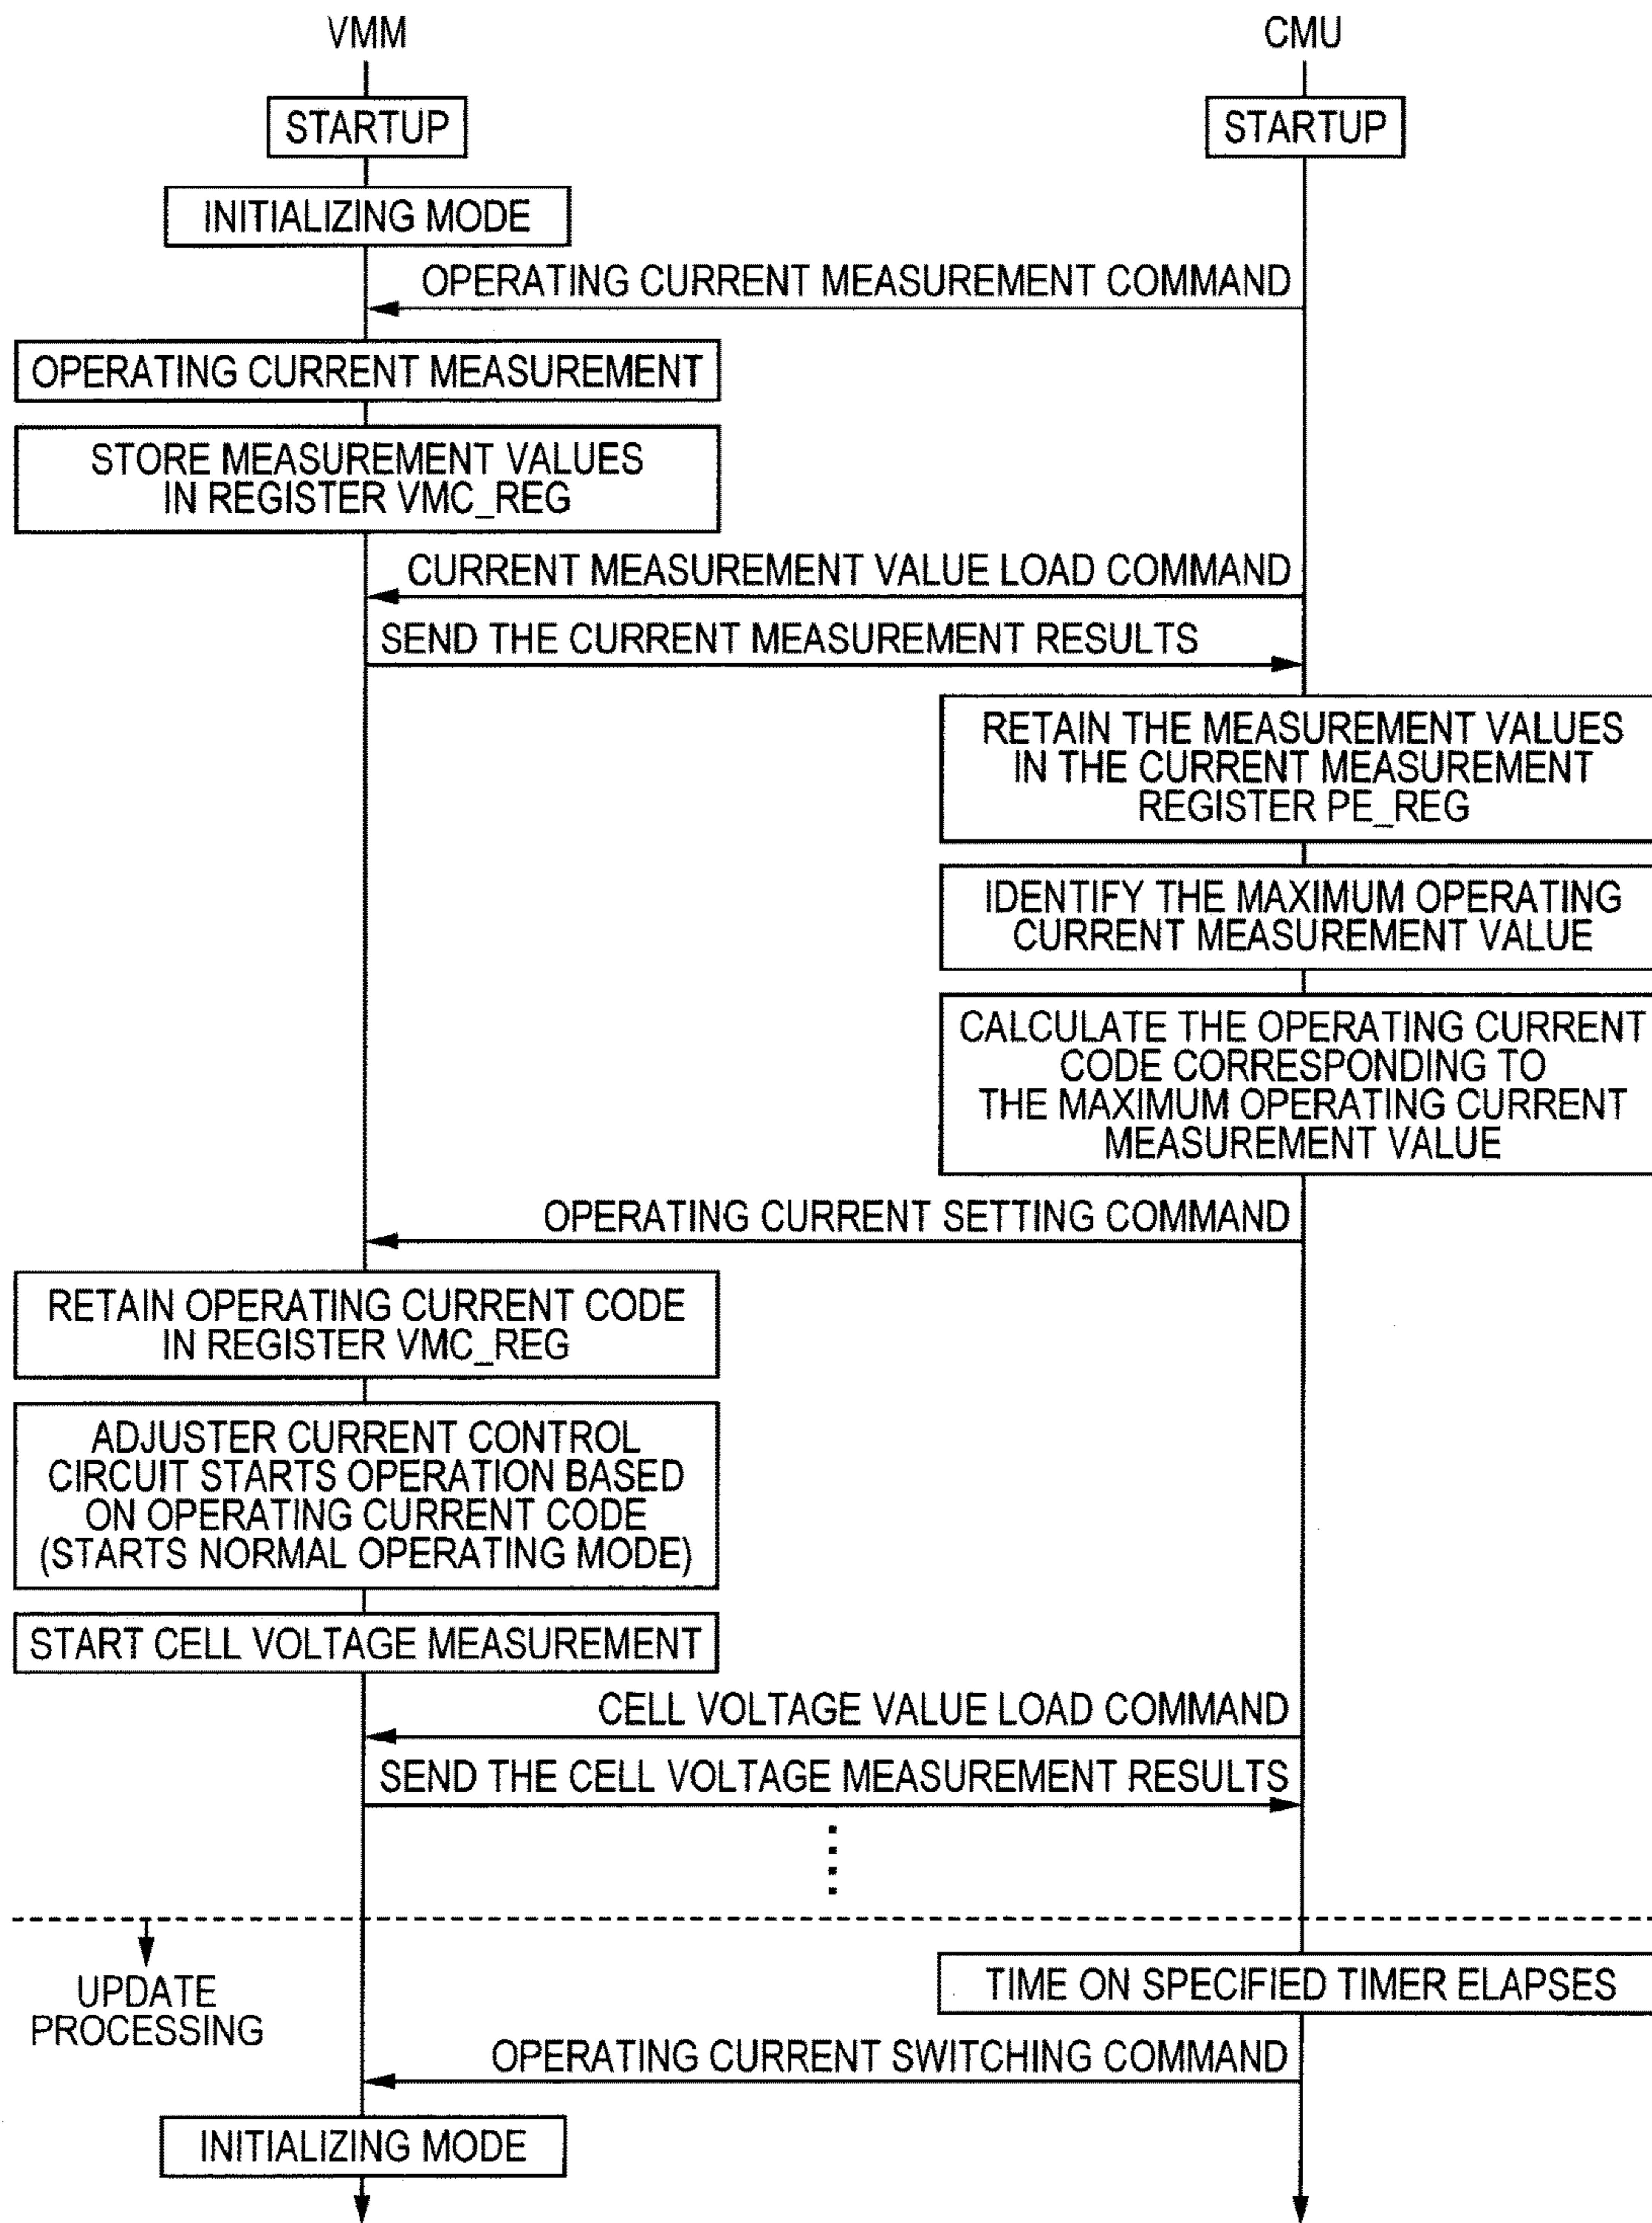 VMM
CMU
STARTUP
STARTUP
INITIALIZING MODE
OPERATING CURRENT MEASUREMENT COMMAND
OPERATING CURRENT MEASUREMENT
STORE MEASUREMENT VALUES
IN REGISTER VMC_REG
CURRENT MEASUREMENT VALUE LOAD COMMAND
SEND THE CURRENT MEASUREMENT RESULTS
RETAIN THE MEASUREMENT VALUES
IN THE CURRENT MEASUREMENT
REGISTER PE_REG
IDENTIFY THE MAXIMUM OPERATING
CURRENT MEASUREMENT VALUE
CALCULATE THE OPERATING CURRENT
CODE CORRESPONDING TO
THE MAXIMUM OPERATING CURRENT
MEASUREMENT VALUE
OPERATING CURRENT SETTING COMMAND
RETAIN OPERATING CURRENT CODE
IN REGISTER VMC_REG
ADJUSTER CURRENT CONTROL
CIRCUIT STARTS OPERATION BASED
ON OPERATING CURRENT CODE
(STARTS NORMAL OPERATING MODE)
START CELL VOLTAGE MEASUREMENT
CELL VOLTAGE VALUE LOAD COMMAND
SEND THE CELL VOLTAGE MEASUREMENT RESULTS
TIME ON SPECIFIED TIMER ELAPSES
UPDATE
PROCESSING
OPERATING CURRENT SWITCHING COMMAND
INITIALIZING MODE